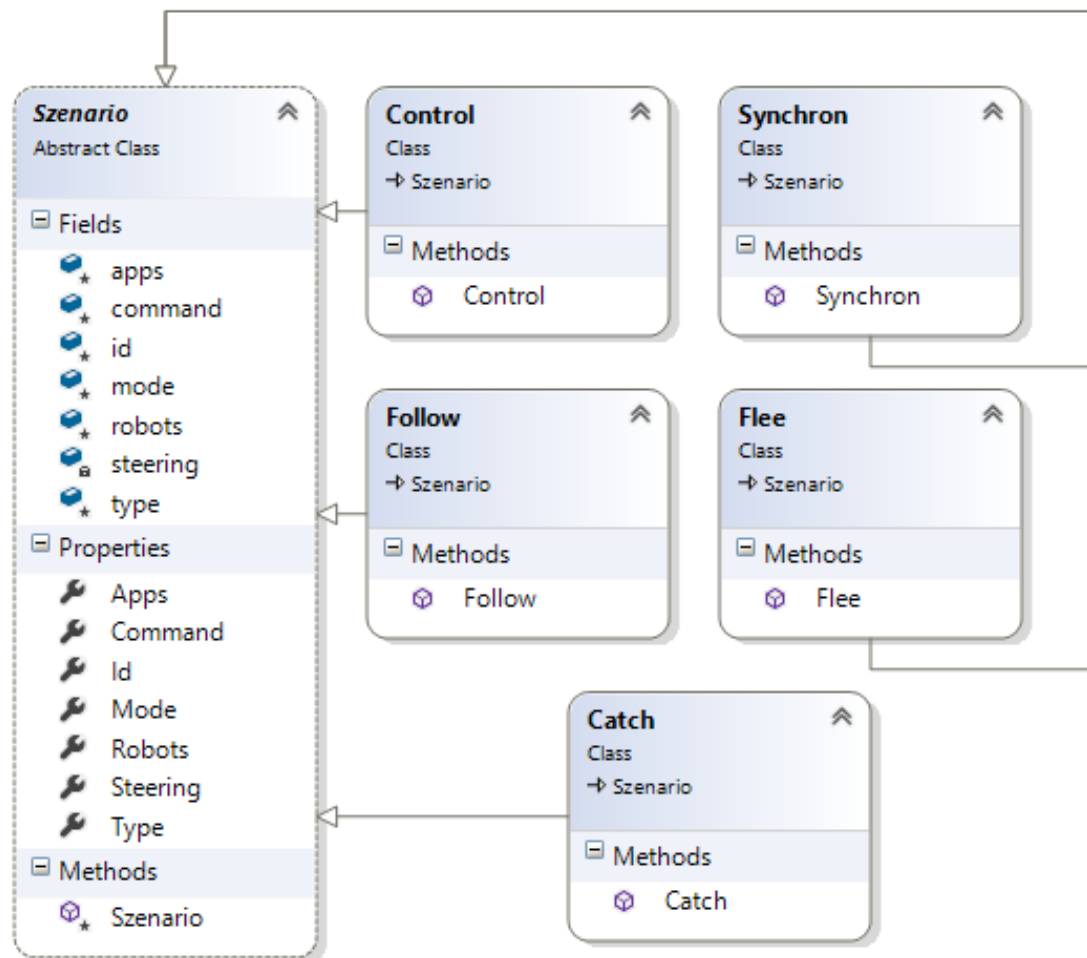 Szenario
Abstract Class
Fields
apps
command
id
mode
robots
steering
type
Properties
Apps
Command
Id
Mode
Robots
Steering
Type
Methods
Szenario
Control
Class
Szenario
Methods
Control
Synchron
Class
Szenario
Methods
Synchron
Follow
Class
Szenario
Methods
Follow
Flee
Class
Szenario
Methods
Flee
Catch
Class
Szenario
Methods
Catch